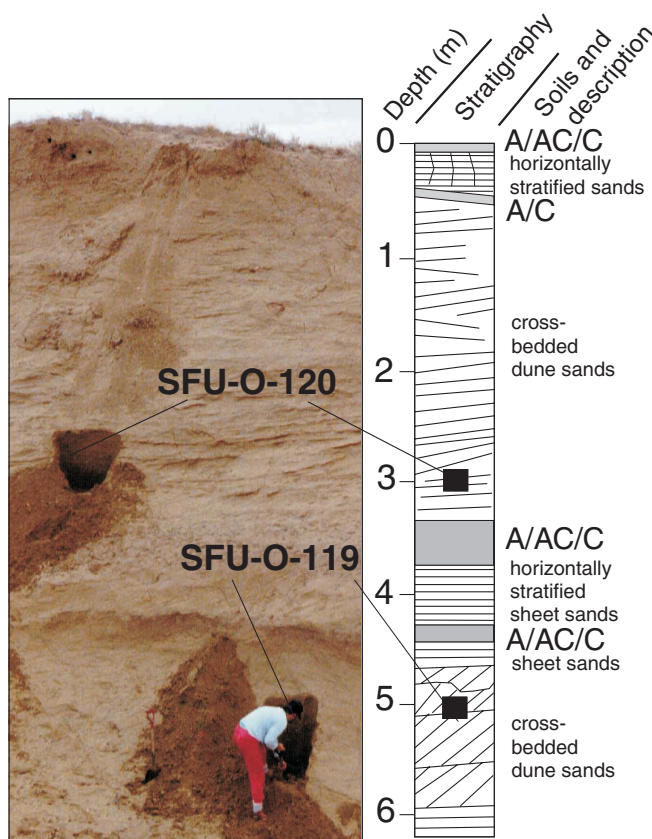 Depth (m)
Stratigraphy
Soils and
description
0
A/AC/C
horizontally
stratified sands
A/C
1
cross-
bedded
dune sands
2
SFU-O-120
3
SFU-O-119
A/AC/C
horizontally
stratified
sheet sands
4
A/AC/C
sheet sands
5
cross-
bedded
dune sands
6